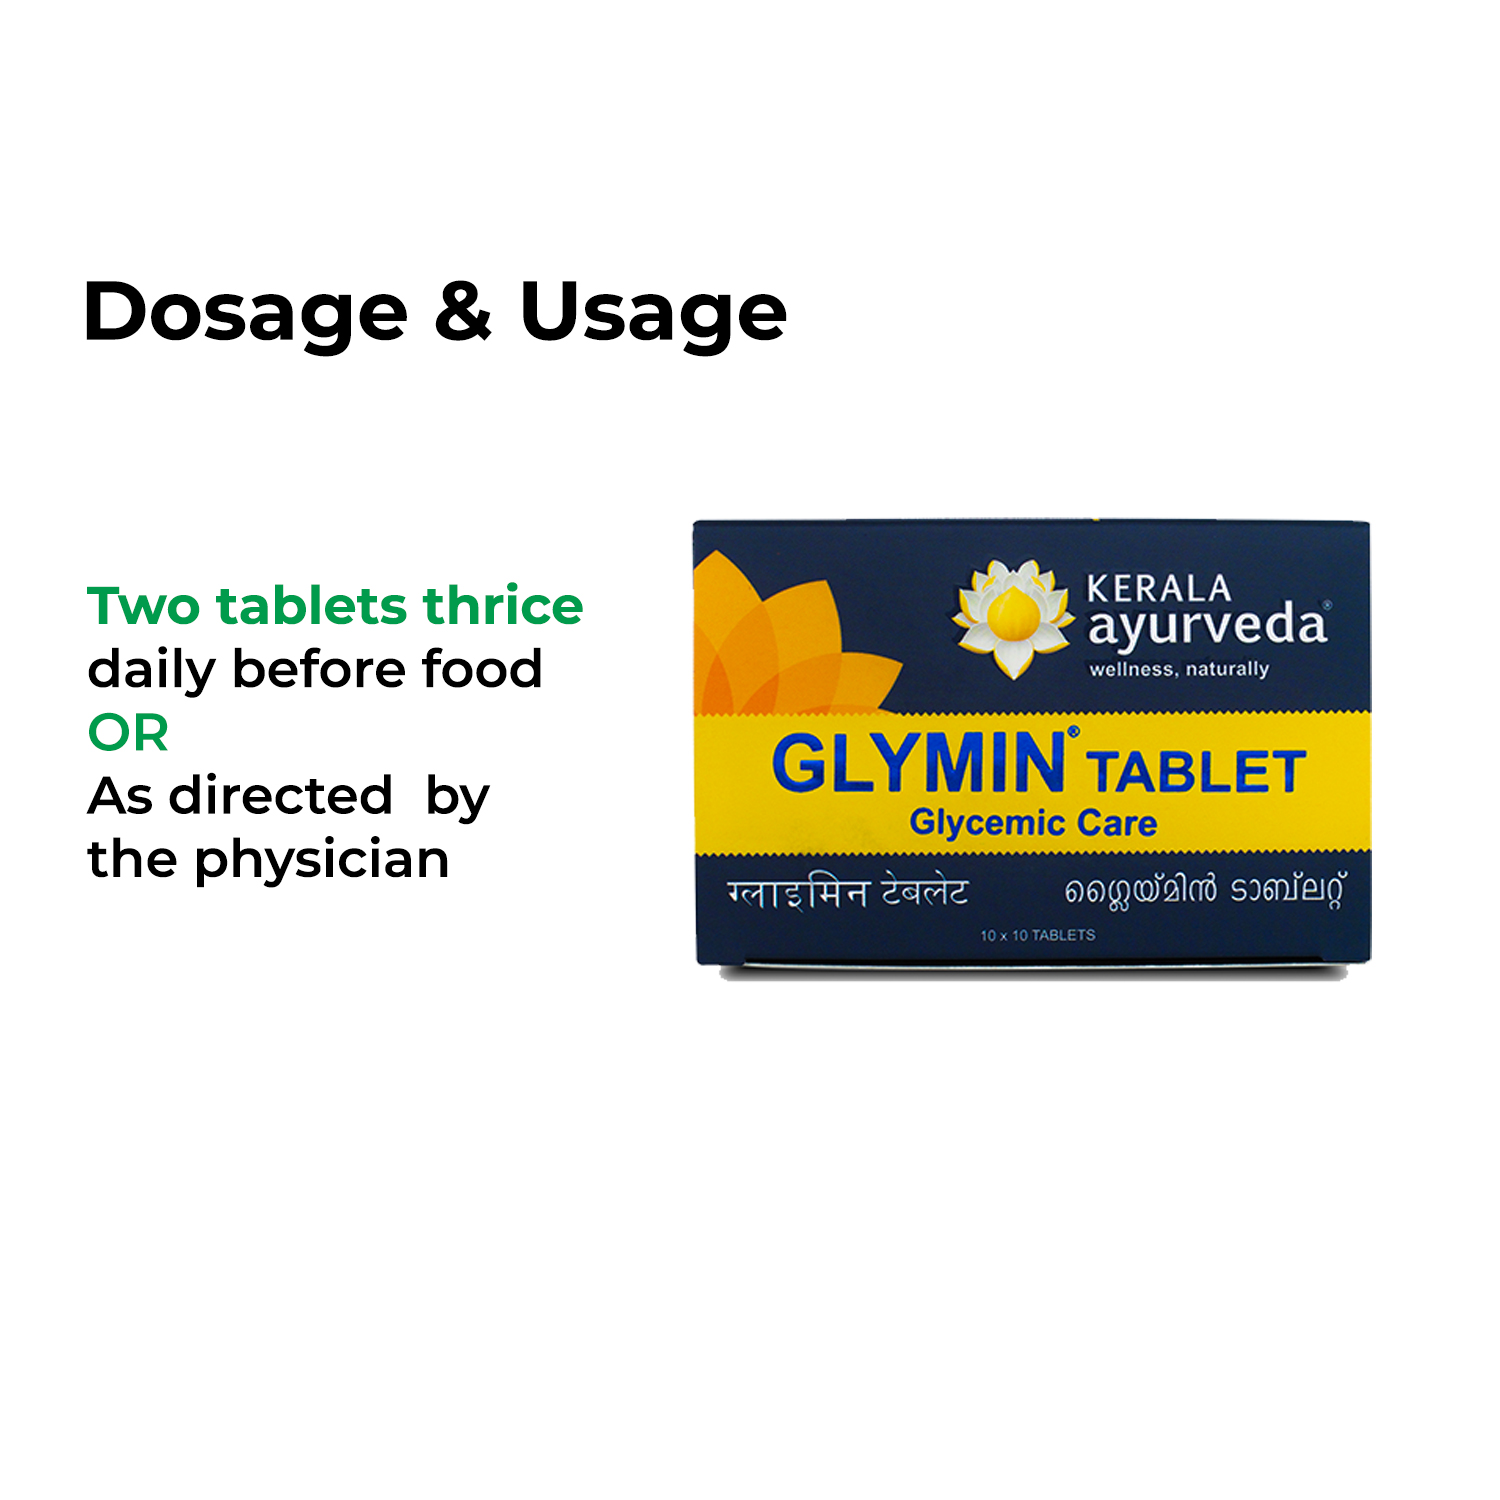 Dosage & Usage
Two tablets thrice
daily before food
OR
As directed by
the physician
KERALA
ayurveda®
wellness, naturally
GLYMIN® TABLET
Glycemic Care
ग्लाइमिन टेबलेट
ഗ്ലൈയ്മിൻ ടാബ്ലറ്റ്
10 x 10 TABLETS